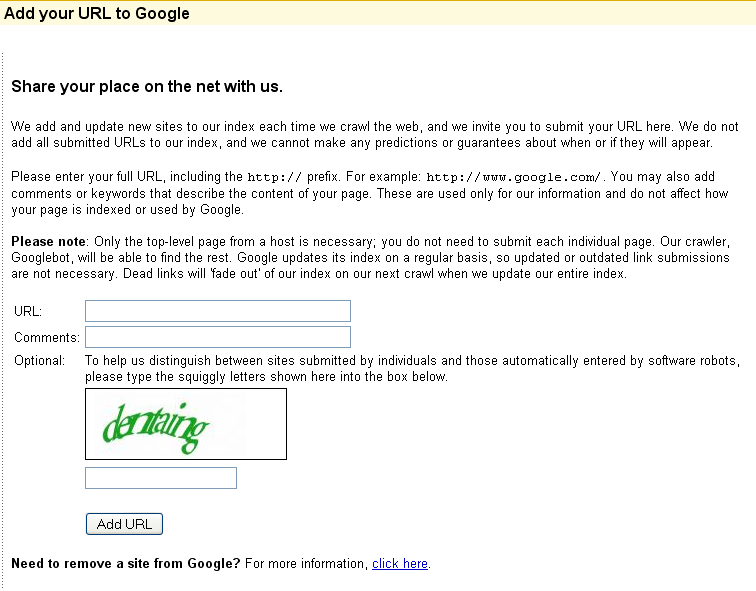 Add your URL to Google
Share your place on the net with us.
We add and update new sites to our index each time we crawl the web, and we invite you to submit your URL here. We do not
add all submitted URLs to our index, and we cannot make any predictions or guarantees about when or if they will appear.
Please enter your full URL, including the http:// prefix. For example: http://www.google.com/. You may also add
comments or keywords that describe the content of your page. These are used only for our information and do not affect how
your page is indexed or used by Google.
Please note: Only the top-level page from a host is necessary; you do not need to submit each individual page. Our crawler,
Googlebot, will be able to find the rest. Google updates its index on a regular basis, so updated or outdated link submissions
are not necessary. Dead links will 'fade out' of our index on our next crawl when we update our entire index.
URL:
Comments:
Optional: To help us distinguish between sites submitted by individuals and those automatically entered by software robots,
please type the squiggly letters shown here into the box below.
dentaing
Add URL
Need to remove a site from Google? For more information, click here.